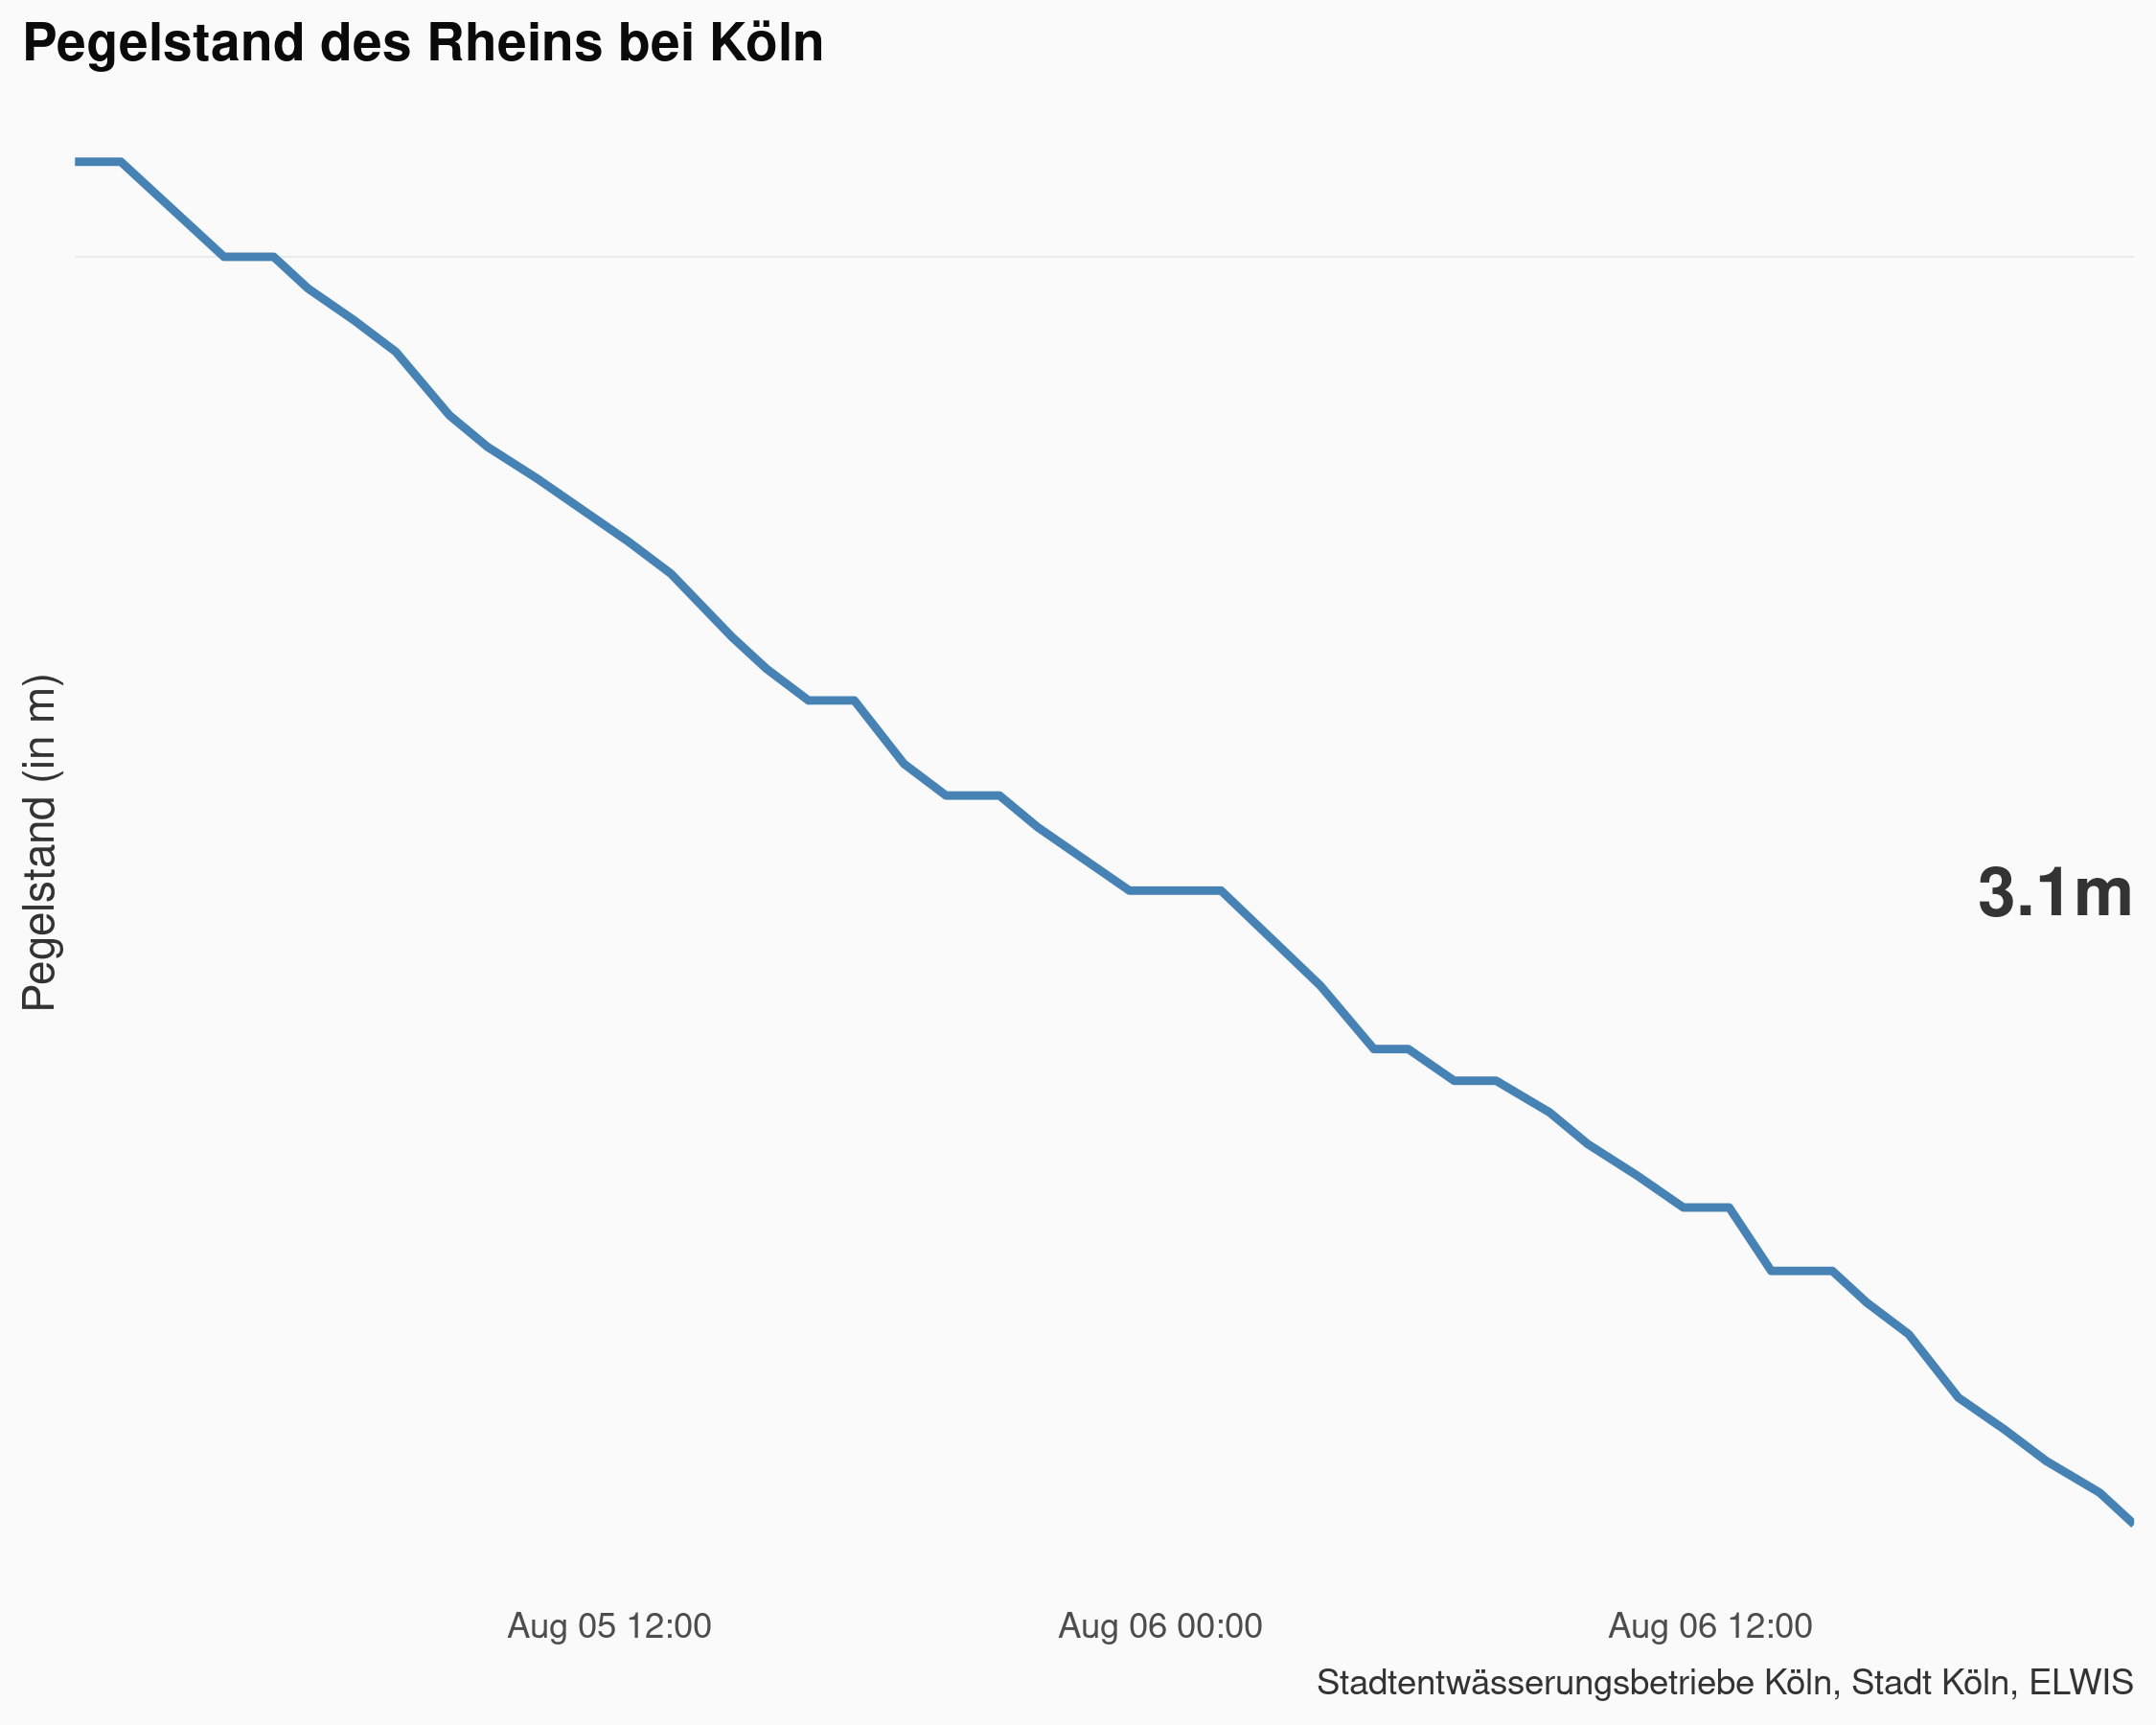 Pegelstand des Rheins bei Köln
Pegelstand (in m)
3.1m
Aug 05 12:00
Aug 06 00:00
Aug 06 12:00
Stadtentwässerungsbetriebe Köln, Stadt Köln, ELWIS